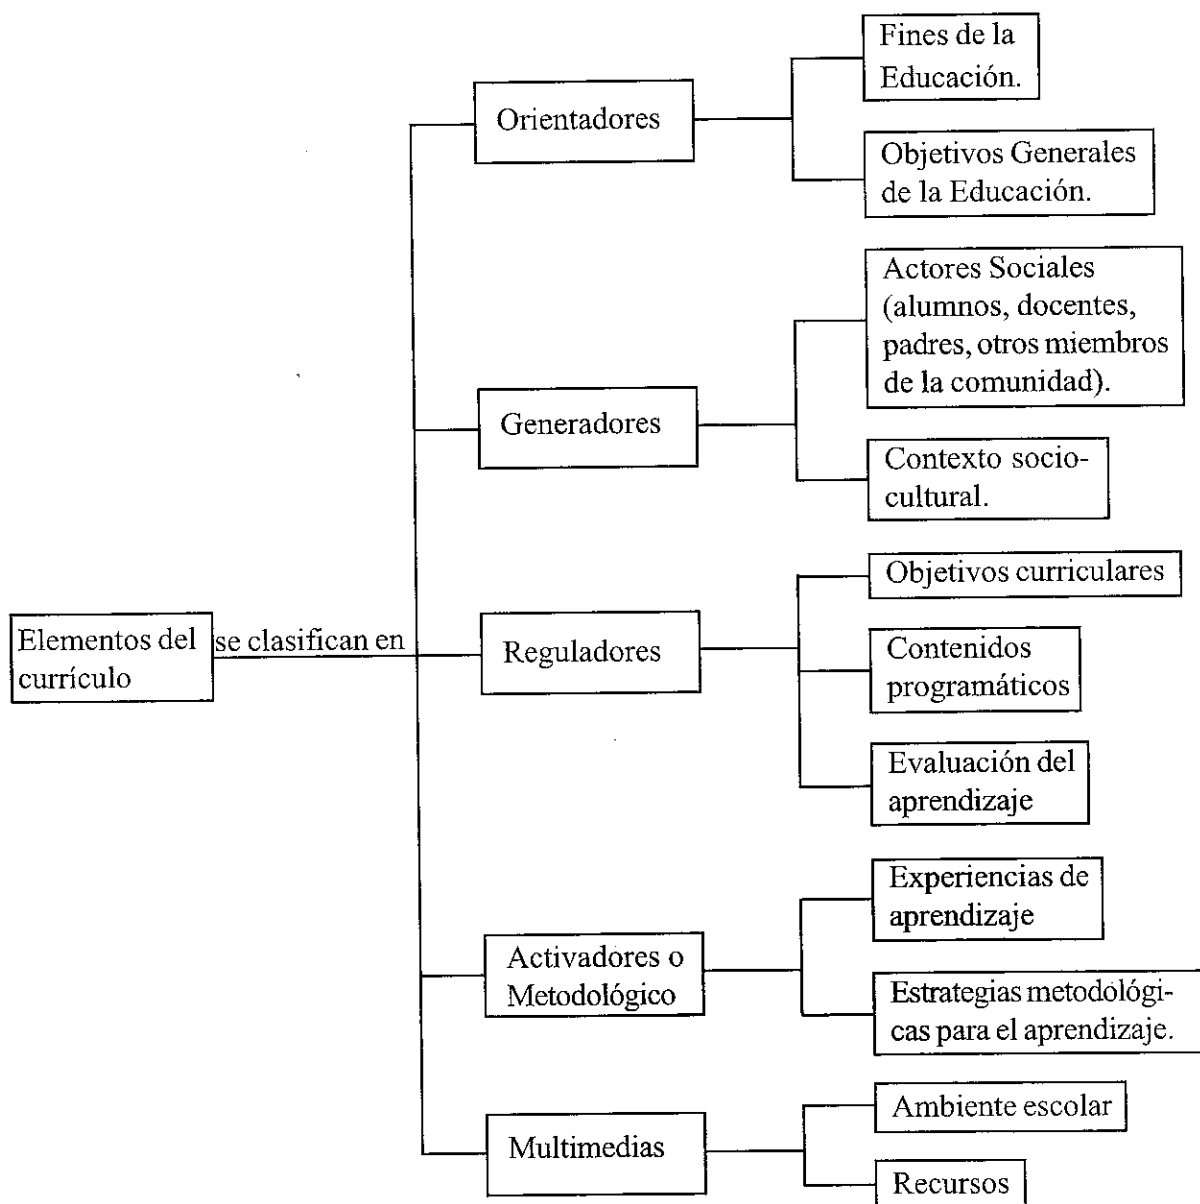 Elementos del
currículo
se clasifican en
Orientadores
Fines de la
Educación.
Objetivos Generales
de la Educación.
Generadores
Actores Sociales
(alumnos, docentes,
padres, otros miembros
de la comunidad).
Contexto socio-
cultural.
Reguladores
Objetivos curriculares
Contenidos
programáticos
Evaluación del
aprendizaje
Activadores o
Metodológico
Experiencias de
aprendizaje
Estrategias metodológi-
cas para el aprendizaje.
Multimedias
Ambiente escolar
Recursos